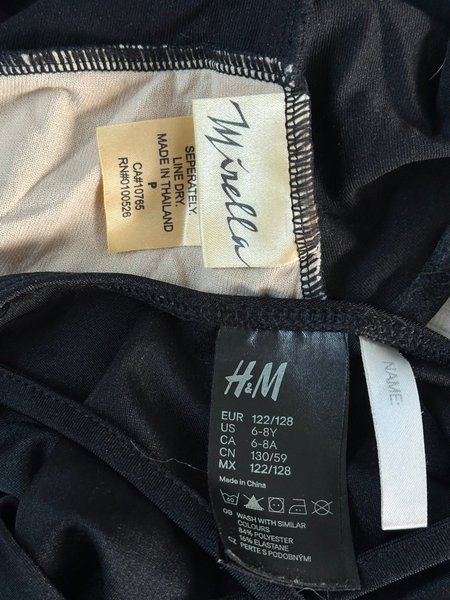 Mirella
SEPERATELY.
LINE DRY.
MADE IN THAILAND
P
CA#10765
RN#0100526
H&M
EUR 122/128
US 6-8Y
CA 6-8A
CN 130/59
MX 122/128
Made in China
GB WASH WITH SIMILAR
COLOURS
84% POLYESTER
16% ELASTANE
CZ PERTE S PODOBNÝMI
NAME: